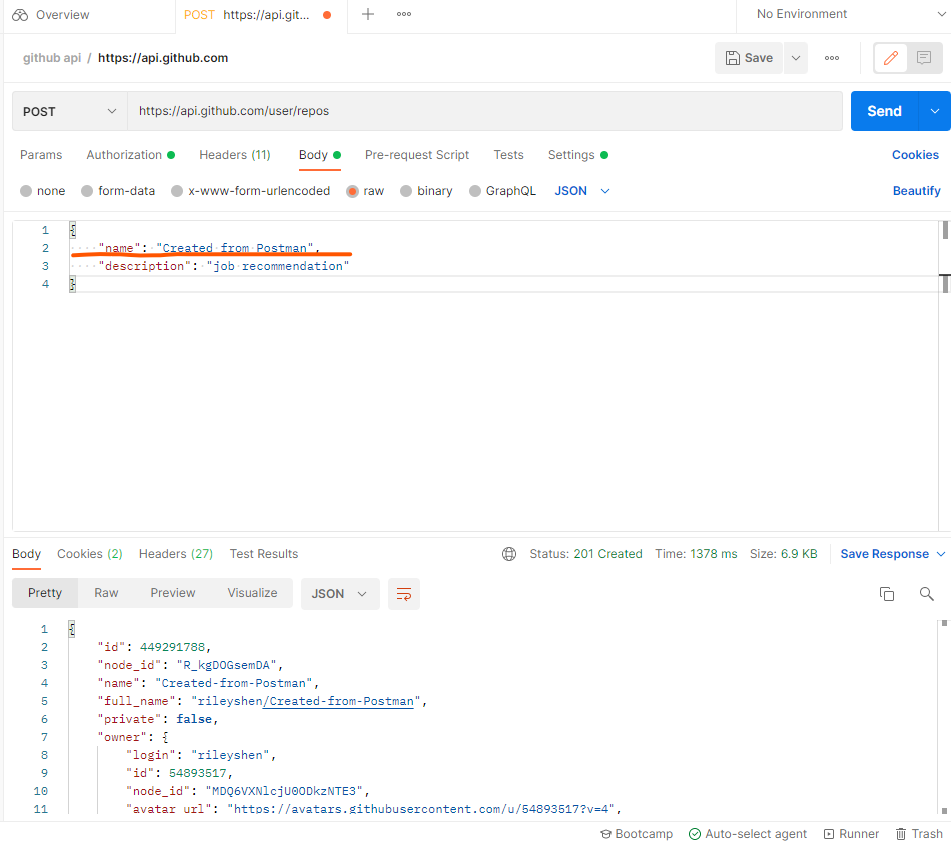 Overview POST https://api.git... No Environment
github api / https://api.github.com Save
POST https://api.github.com/user/repos Send
Params Authorization Headers (11) Body Pre-request Script Tests Settings Cookies
none form-data x-www-form-urlencoded raw binary GraphQL JSON Beautify
1 {
2 "name": "Created from Postman",
3 "description": "job recommendation"
4 }
Body Cookies (2) Headers (27) Test Results Status: 201 Created Time: 1378 ms Size: 6.9 KB Save Response
Pretty Raw Preview Visualize JSON
1 {
2 "id": 449291788,
3 "node_id": "R_kgDOGsemDA",
4 "name": "Created-from-Postman",
5 "full_name": "rileyshen/Created-from-Postman",
6 "private": false,
7 "owner": {
8 "login": "rileyshen",
9 "id": 54893517,
10 "node_id": "MDQ6VXNlcjU0ODkzNTE3",
11 "avatar_url": "https://avatars.githubusercontent.com/u/54893517?v=4",
Bootcamp Auto-select agent Runner Trash